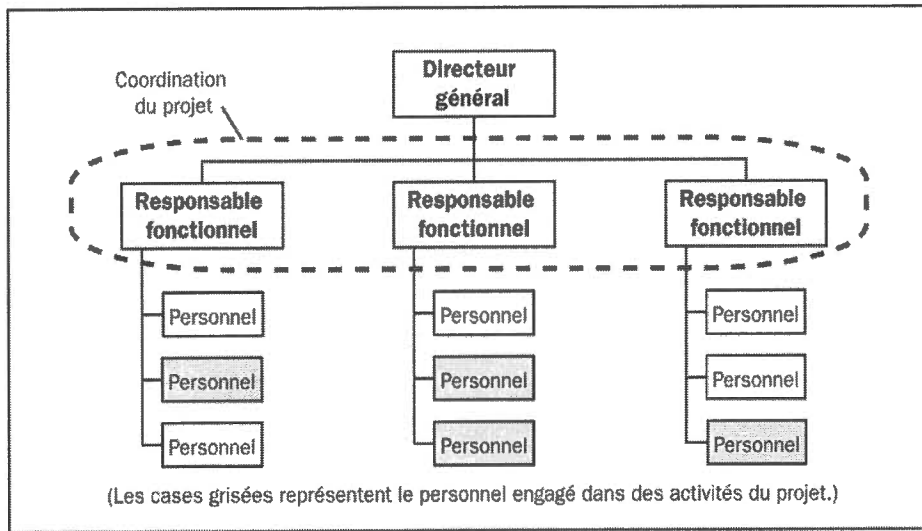 Directeur
général
Coordination
du projet
Responsable
fonctionnel
Responsable
fonctionnel
Responsable
fonctionnel
Personnel
Personnel
Personnel
Personnel
Personnel
Personnel
Personnel
Personnel
Personnel
(Les cases grisées représentent le personnel engagé dans des activités du projet.)